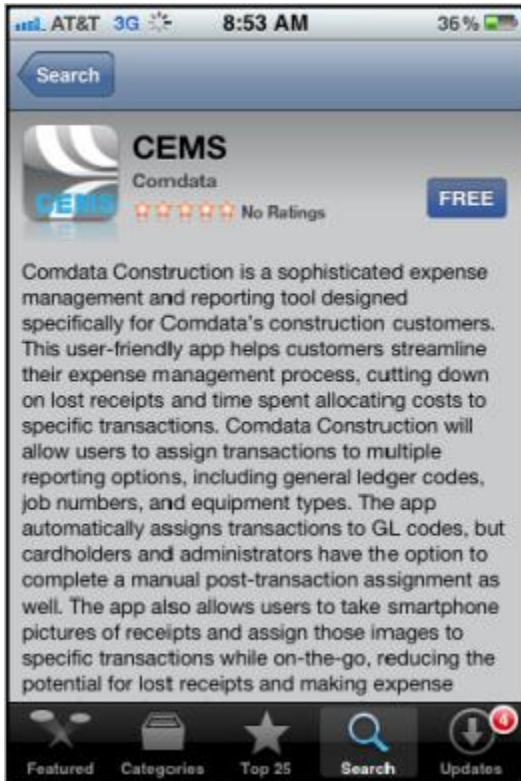 AT&T 3G 8:53 AM 36%
Search
CEMS
CEMS
Comdata
No Ratings
FREE
Comdata Construction is a sophisticated expense
management and reporting tool designed
specifically for Comdata's construction customers.
This user-friendly app helps customers streamline
their expense management process, cutting down
on lost receipts and time spent allocating costs to
specific transactions. Comdata Construction will
allow users to assign transactions to multiple
reporting options, including general ledger codes,
job numbers, and equipment types. The app
automatically assigns transactions to GL codes, but
cardholders and administrators have the option to
complete a manual post-transaction assignment as
well. The app also allows users to take smartphone
pictures of receipts and assign those images to
specific transactions while on-the-go, reducing the
potential for lost receipts and making expense
4
Featured Categories Top 25 Search Updates